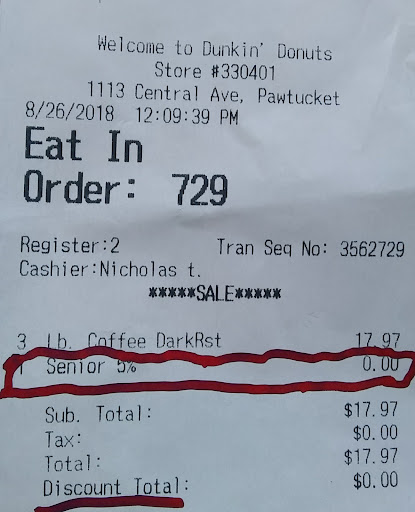 Welcome to Dunkin' Donuts
Store #330401
1113 Central Ave, Pawtucket
8/26/2018 12:09:39 PM
Eat In
Order: 729
Register:2 Tran Seq No: 3562729
Cashier:Nicholas t.
*****SALE*****
3 Lb. Coffee DarkRst 17.97
1 Senior 5% 0.00
Sub. Total: $17.97
Tax: $0.00
Total: $17.97
Discount Total: $0.00